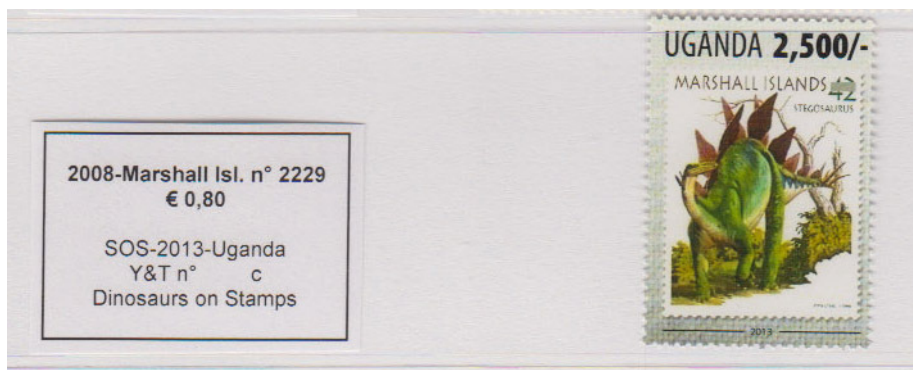 2008-Marshall Isl. n° 2229
€ 0,80
SOS-2013-Uganda
Y&T n° c
Dinosaurs on Stamps
UGANDA 2,500/-
MARSHALL ISLANDS 42
STEGOSAURUS
2013